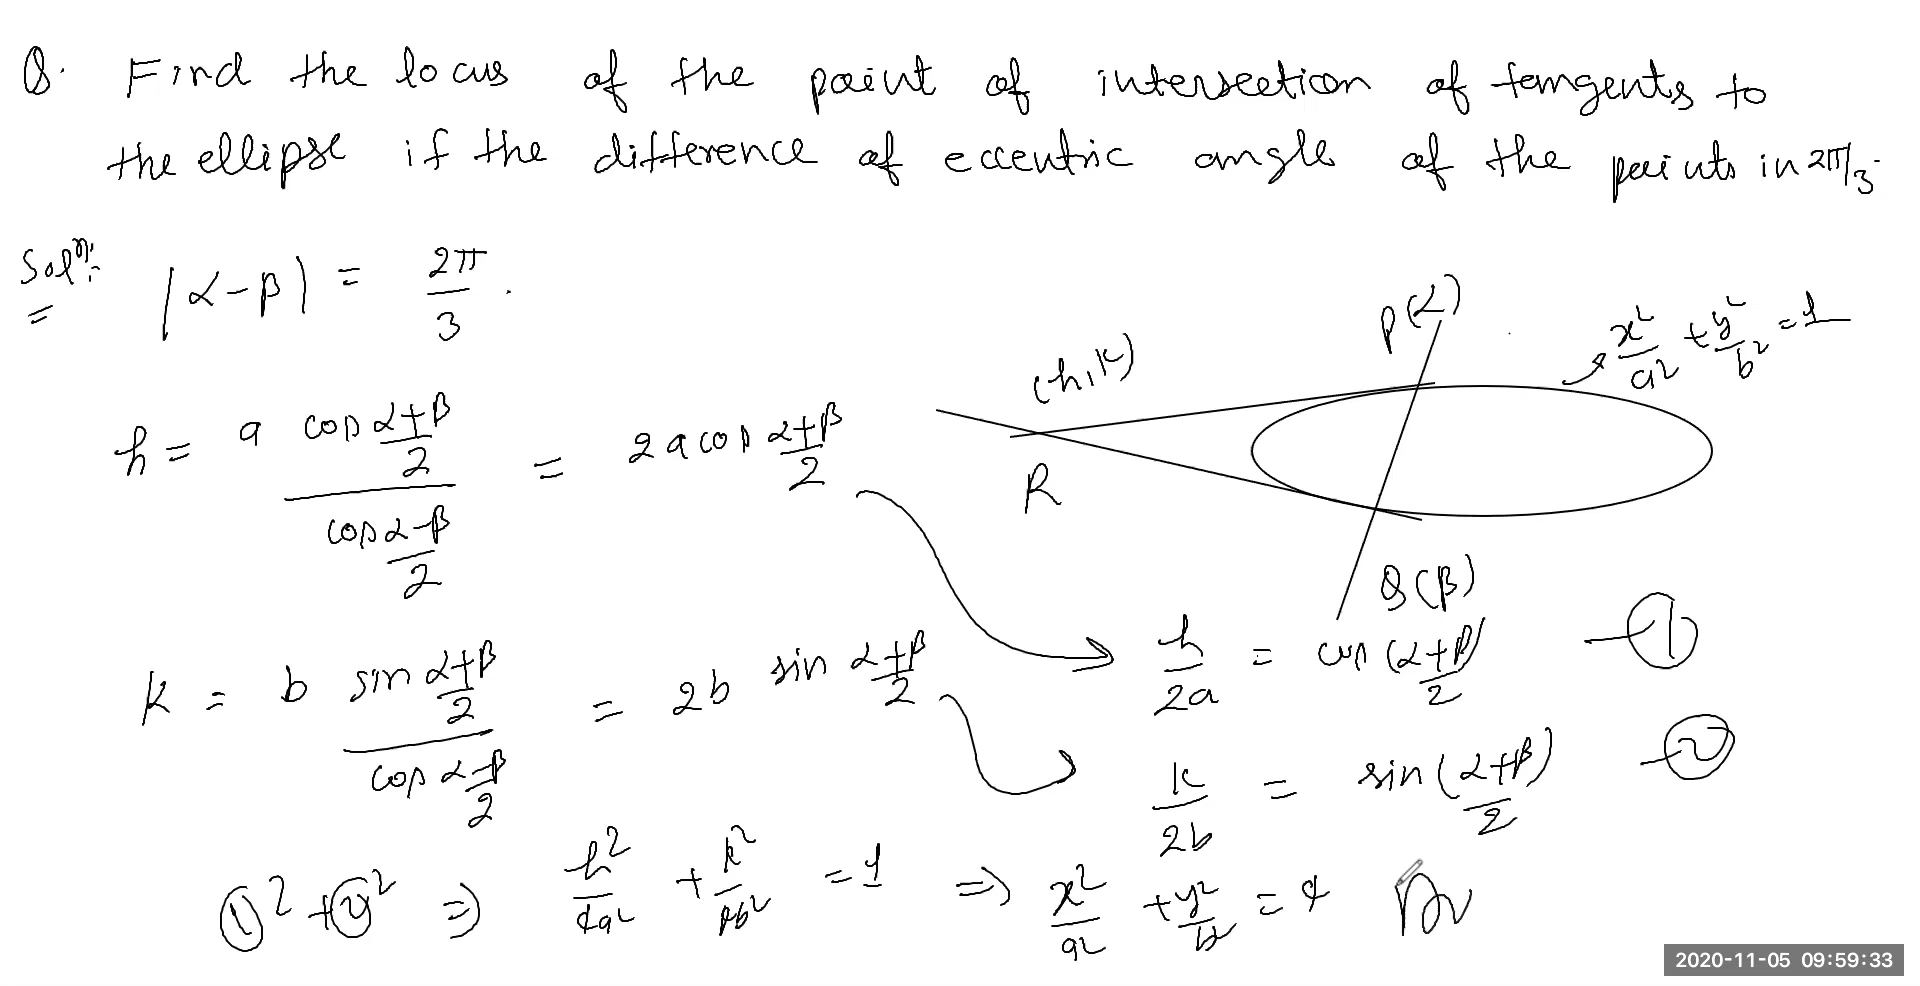 Q. Find the locus of the point of intersection of tangents to
the ellipse if the difference of eccentric angle of the points in 2π/3.
Solⁿ: |α-β| = 2π/3 .
P(α)
x²/a² + y²/b² = 1
(h,k)
R
Q(β)
h = a cos (α+β)/2 / cos (α-β)/2 = 2a cos (α+β)/2
h/2a = cos (α+β)/2 — ①
k = b sin (α+β)/2 / cos (α-β)/2 = 2b sin (α+β)/2
k/2b = sin (α+β)/2 — ②
①² + ②² ⇒ h²/4a² + k²/4b² = 1 ⇒ x²/a² + y²/b² = 4
2020-11-05 09:59:33